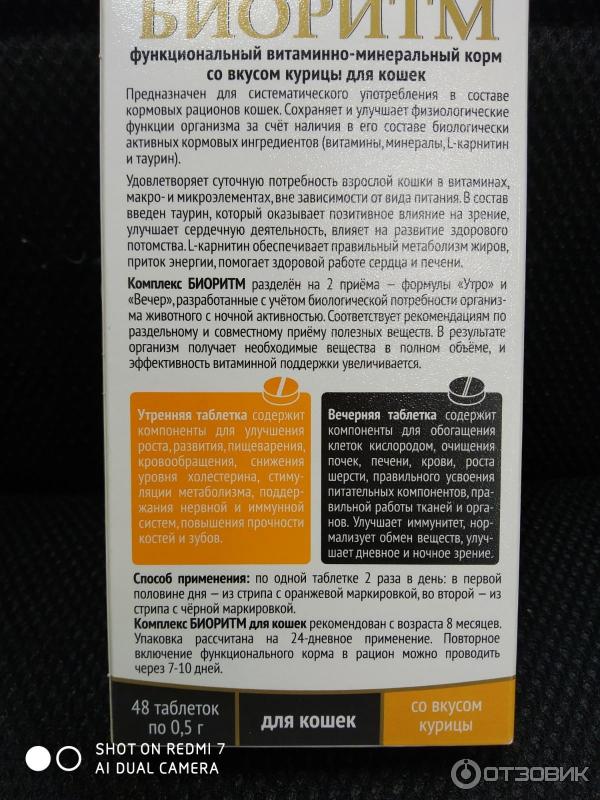 БИОРИТМ
функциональный витаминно-минеральный корм
со вкусом курицы для кошек
Предназначен для систематического употребления в составе
кормовых рационов кошек. Сохраняет и улучшает физиологические
функции организма за счёт наличия в его составе биологически
активных кормовых ингредиентов (витамины, минералы, L-карнитин
и таурин).
Удовлетворяет суточную потребность взрослой кошки в витаминах,
макро- и микроэлементах, вне зависимости от вида питания. В состав
введен таурин, который оказывает позитивное влияние на зрение,
улучшает сердечную деятельность, влияет на развитие здорового
потомства. L-карнитин обеспечивает правильный метаболизм жиров,
приток энергии, помогает здоровой работе сердца и печени.
Комплекс БИОРИТМ разделён на 2 приёма — формулы «Утро» и
«Вечер», разработанные с учётом биологической потребности организ-
ма животного с ночной активностью. Соответствует рекомендациям по
раздельному и совместному приёму полезных веществ. В результате
организм получает необходимые вещества в полном объёме, и
эффективность витаминной поддержки увеличивается.
Утренняя таблетка содержит
компоненты для улучшения
роста, развития, пищеварения,
кровообращения, снижения
уровня холестерина, стиму-
ляции метаболизма, поддер-
жания нервной и иммунной
систем, повышения прочности
костей и зубов.
Вечерняя таблетка содержит
компоненты для обогащения
клеток кислородом, очищения
почек, печени, крови, роста
шерсти, правильного усвоения
питательных компонентов, пра-
вильной работы тканей и орга-
нов. Улучшает иммунитет, нор-
мализует обмен веществ, улуч-
шает дневное и ночное зрение.
Способ применения: по одной таблетке 2 раза в день: в первой
половине дня — из стрипа с оранжевой маркировкой, во второй — из
стрипа с чёрной маркировкой.
Комплекс БИОРИТМ для кошек рекомендован с возраста 8 месяцев.
Упаковка рассчитана на 24-дневное применение. Повторное
включение функционального корма в рацион можно проводить
через 7-10 дней.
48 таблеток
по 0,5 г
для кошек
со вкусом
курицы
SHOT ON REDMI 7
AI DUAL CAMERA
ОТЗОВИК